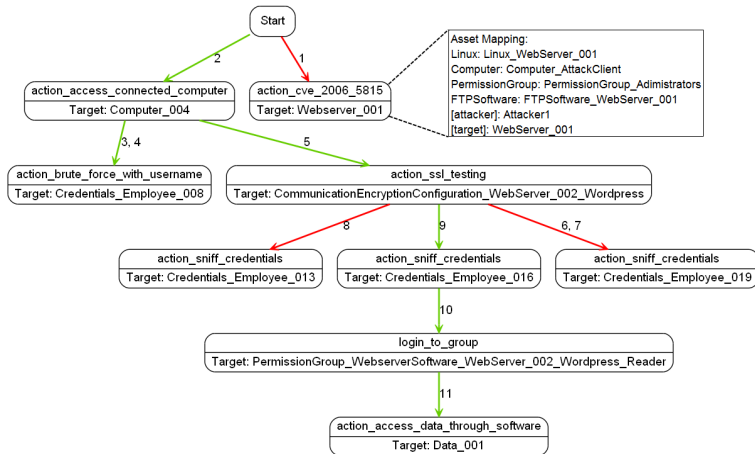 Start
2
1
Asset Mapping:
Linux: Linux_WebServer_001
Computer: Computer_AttackClient
PermissionGroup: PermissionGroup_Adimistrators
FTPSoftware: FTPSoftware_WebServer_001
[attacker]: Attacker1
[target]: WebServer_001
action_access_connected_computer
Target: Computer_004
action_cve_2006_5815
Target: Webserver_001
3, 4
5
action_brute_force_with_username
Target: Credentials_Employee_008
action_ssl_testing
Target: CommunicationEncryptionConfiguration_WebServer_002_Wordpress
8
9
6, 7
action_sniff_credentials
Target: Credentials_Employee_013
action_sniff_credentials
Target: Credentials_Employee_016
action_sniff_credentials
Target: Credentials_Employee_019
10
login_to_group
Target: PermissionGroup_WebserverSoftware_WebServer_002_Wordpress_Reader
11
action_access_data_through_software
Target: Data_001